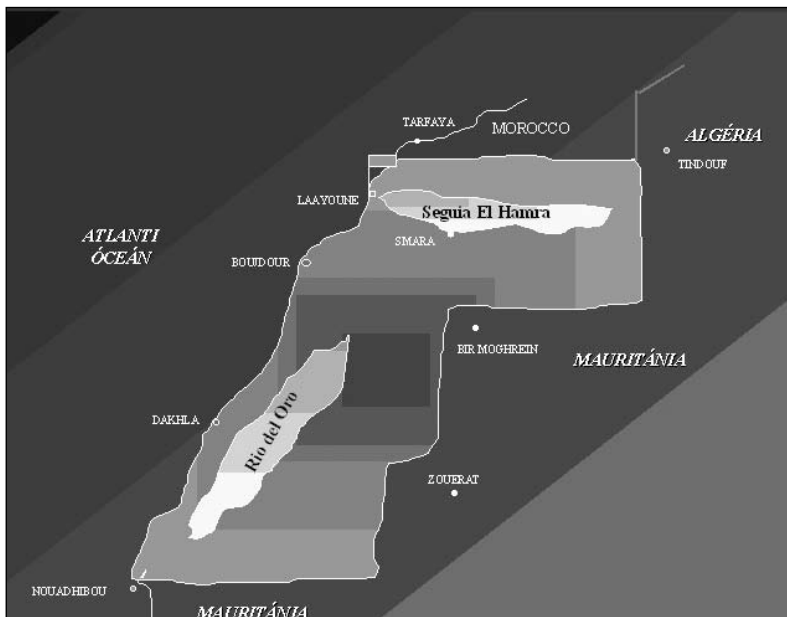 TARFAYA
MOROCCO
ALGÉRIA
TINDOUF
LAAYOUNE
Seguia El Hamra
SMARA
ATLANTI
ÓCEÁN
BOUJDOUR
BIR MOGHREIN
MAURITÁNIA
DAKHLA
Rio del Oro
ZOUERAT
NOUADHIBOU
MAURITÁNIA